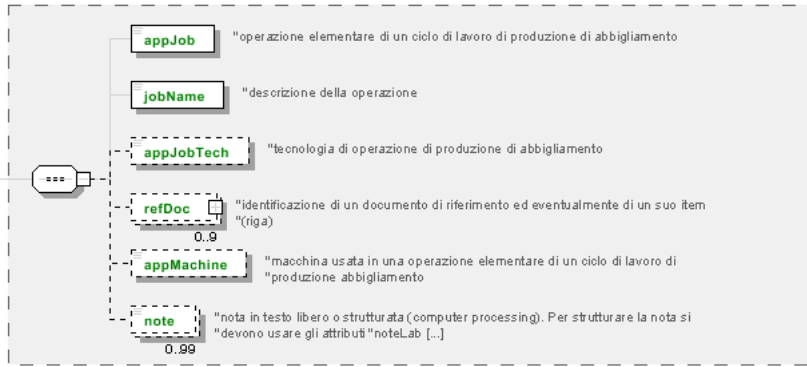 appJob
"operazione elementare di un ciclo di lavoro di produzione di abbigliamento
jobName
"descrizione della operazione
appJobTech
"tecnologia di operazione di produzione di abbigliamento
refDoc
"identificazione di un documento di riferimento ed eventualmente di un suo item
"(riga)
0..9
appMachine
"macchina usata in una operazione elementare di un ciclo di lavoro di
"produzione abbigliamento
note
"nota in testo libero o strutturata (computer processing). Per strutturare la nota si
"devono usare gli attributi "noteLab [...]
0..99